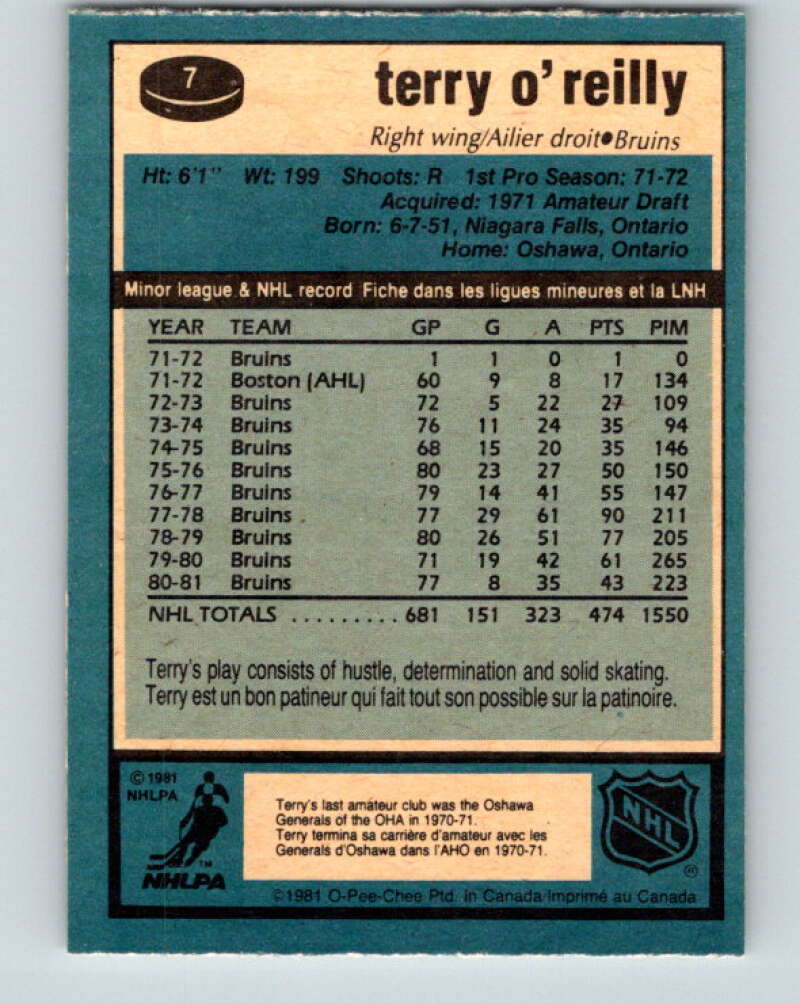 7
terry o'reilly
Right wing/Ailier droit•Bruins
Ht: 6'1" Wt: 199 Shoots: R 1st Pro Season: 71-72
Acquired: 1971 Amateur Draft
Born: 6-7-51, Niagara Falls, Ontario
Home: Oshawa, Ontario
Minor league & NHL record Fiche dans les ligues mineures et la LNH
YEAR TEAM GP G A PTS PIM
71-72 Bruins 1 1 0 1 0
71-72 Boston (AHL) 60 9 8 17 134
72-73 Bruins 72 5 22 27 109
73-74 Bruins 76 11 24 35 94
74-75 Bruins 68 15 20 35 146
75-76 Bruins 80 23 27 50 150
76-77 Bruins 79 14 41 55 147
77-78 Bruins 77 29 61 90 211
78-79 Bruins 80 26 51 77 205
79-80 Bruins 71 19 42 61 265
80-81 Bruins 77 8 35 43 223
NHL TOTALS ......... 681 151 323 474 1550
Terry's play consists of hustle, determination and solid skating.
Terry est un bon patineur qui fait tout son possible sur la patinoire.
© 1981
NHLPA
TM
NHLPA
Terry's last amateur club was the Oshawa
Generals of the OHA in 1970-71.
Terry termina sa carrière d'amateur avec les
Generals d'Oshawa dans l'AHO en 1970-71.
NHL
®
©1981 O-Pee-Chee Ptd. in Canada Imprimé au Canada